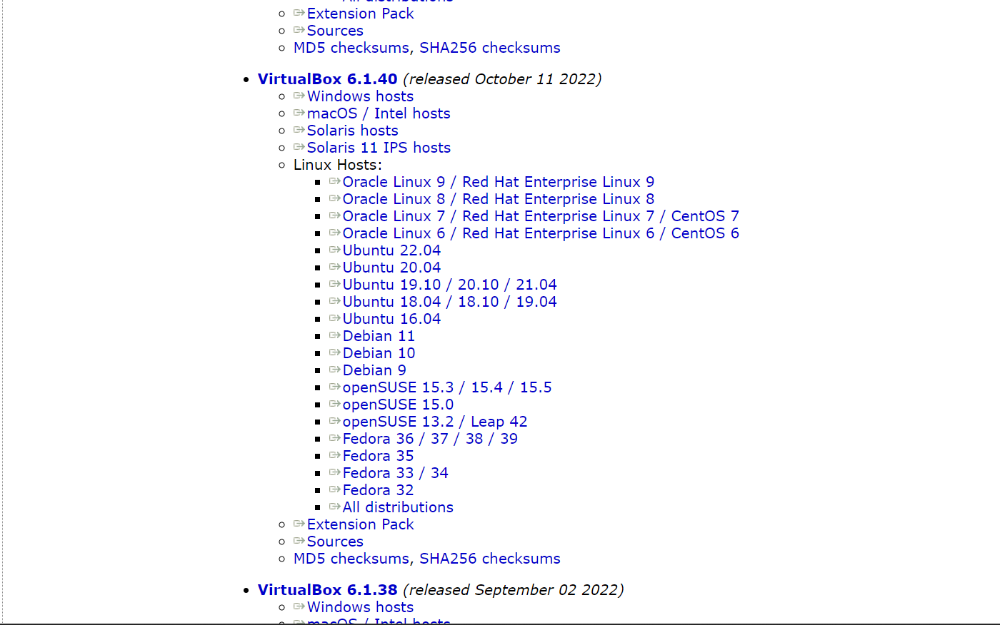 All distributions
Extension Pack
Sources
MD5 checksums, SHA256 checksums
VirtualBox 6.1.40 (released October 11 2022)
Windows hosts
macOS / Intel hosts
Solaris hosts
Solaris 11 IPS hosts
Linux Hosts:
Oracle Linux 9 / Red Hat Enterprise Linux 9
Oracle Linux 8 / Red Hat Enterprise Linux 8
Oracle Linux 7 / Red Hat Enterprise Linux 7 / CentOS 7
Oracle Linux 6 / Red Hat Enterprise Linux 6 / CentOS 6
Ubuntu 22.04
Ubuntu 20.04
Ubuntu 19.10 / 20.10 / 21.04
Ubuntu 18.04 / 18.10 / 19.04
Ubuntu 16.04
Debian 11
Debian 10
Debian 9
openSUSE 15.3 / 15.4 / 15.5
openSUSE 15.0
openSUSE 13.2 / Leap 42
Fedora 36 / 37 / 38 / 39
Fedora 35
Fedora 33 / 34
Fedora 32
All distributions
Extension Pack
Sources
MD5 checksums, SHA256 checksums
VirtualBox 6.1.38 (released September 02 2022)
Windows hosts
macOS / Intel hosts